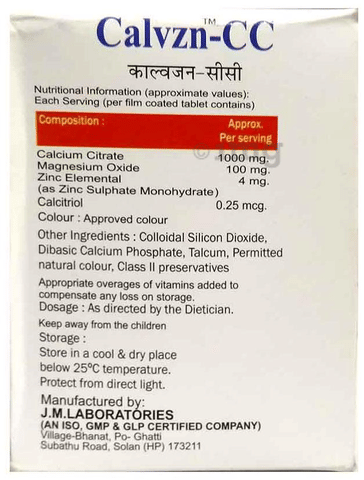 Calvzn-CC™
काल्वजन-सीसी
Nutritional Information (approximate values):
Each Serving (per film coated tablet contains)
Composition : Approx. Per serving
Calcium Citrate 1000 mg.
Magnesium Oxide 100 mg.
Zinc Elemental 4 mg.
(as Zinc Sulphate Monohydrate)
Calcitriol 0.25 mcg.
Colour : Approved colour
Other Ingredients : Colloidal Silicon Dioxide,
Dibasic Calcium Phosphate, Talcum, Permitted
natural colour, Class II preservatives
Appropriate overages of vitamins added to
compensate any loss on storage.
Dosage : As directed by the Dietician.
Keep away from the children
Storage :
Store in a cool & dry place
below 25ºC temperature.
Protect from direct light.
Manufactured by:
J.M.LABORATORIES
(AN ISO, GMP & GLP CERTIFIED COMPANY)
Village-Bhanat, Po- Ghatti
Subathu Road, Solan (HP) 173211